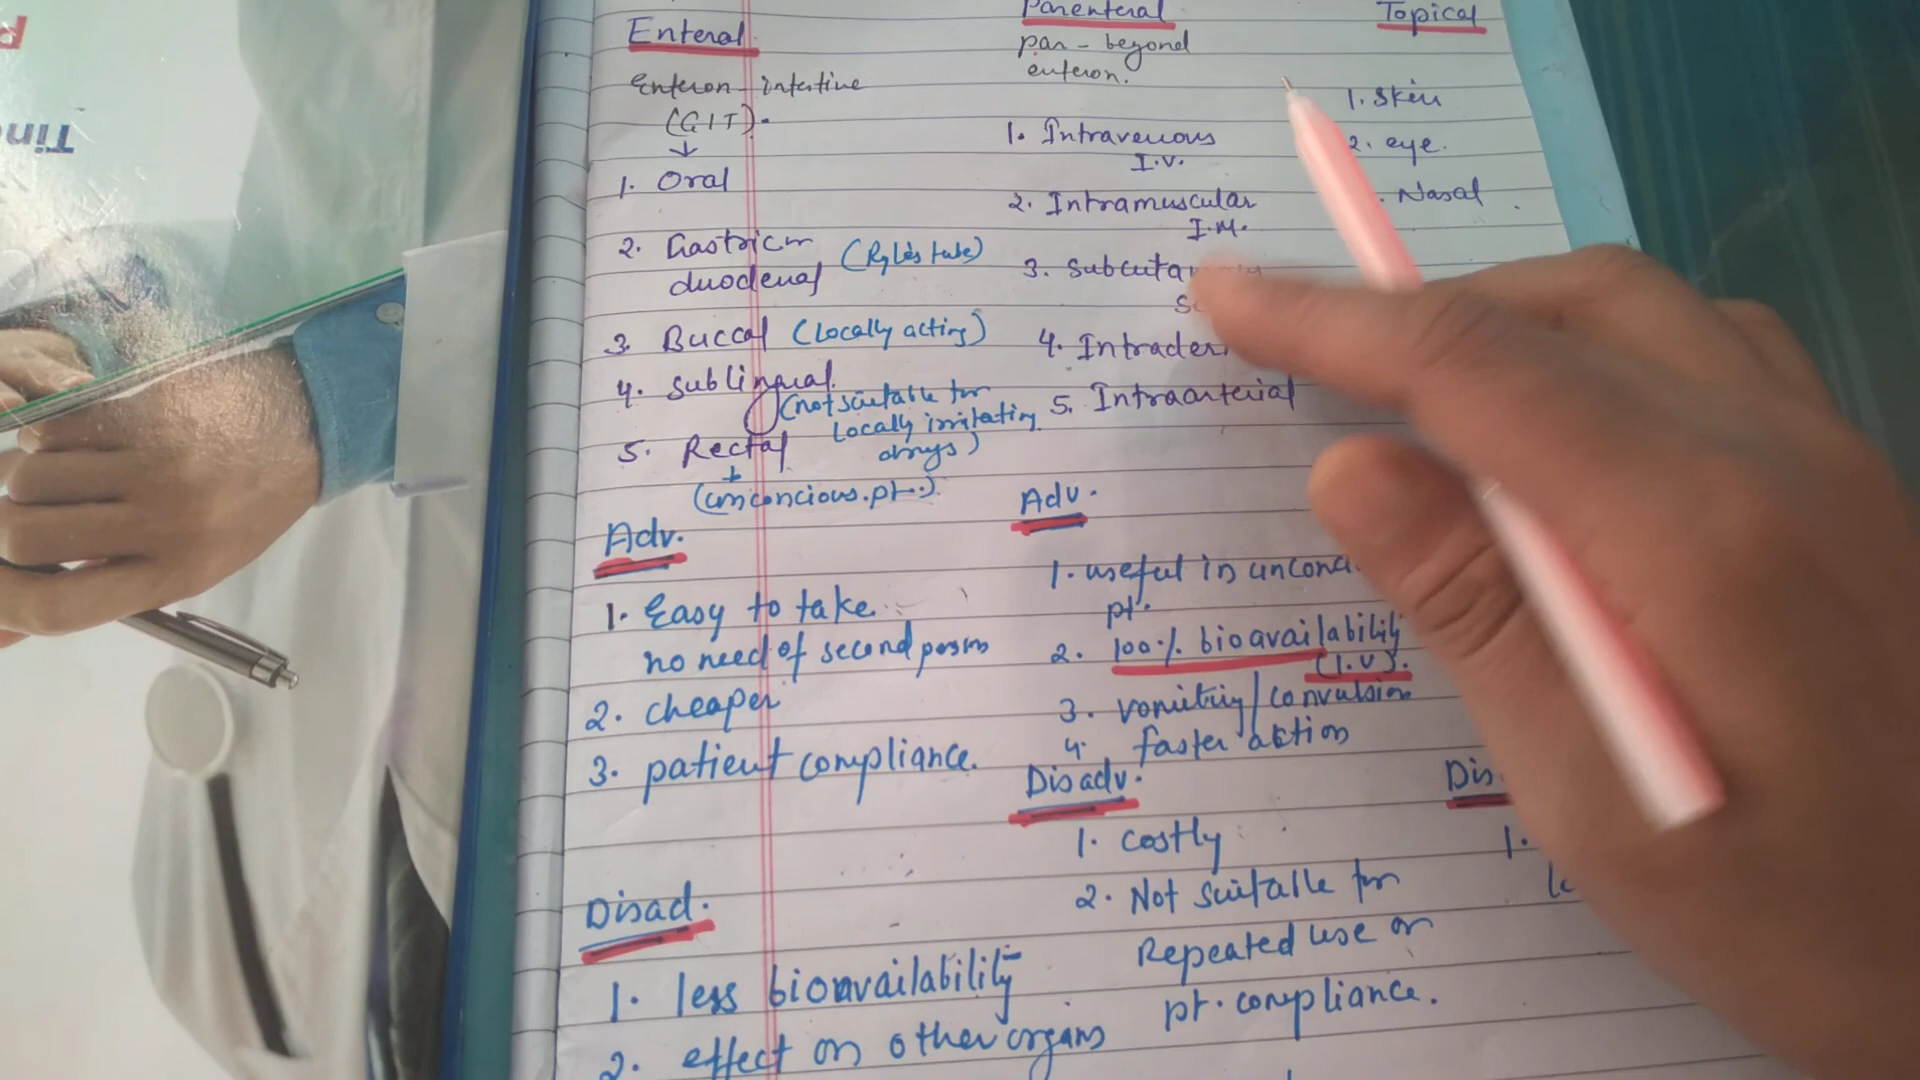 Enteral
Enteron - intestine
(GIT).
↓
1. Oral
2. Gastric or
duodenal
(Ryle's tube)
3. Buccal (Locally acting)
4. Sublingual
(not suitable for
Locally irritating
drugs)
5. Rectal
↓
(unconcious.pt.)
Adv.
1. Easy to take
no need of second person
2. cheaper
3. patient compliance.
Disad.
1. less bioavailability
2. effect on other organs
Parenteral
par - beyond
enteron.
1. Intravenous
I.V.
2. Intramuscular
I.M.
3.
4.
5. Intraarterial
Adv.
1. useful in
pt.
2. 100% bioavailability
(I.V).
3. vomiting/convulsion
4. faster action
Disadv.
1. Costly
2. Not suitable for
Repeated use or
pt. compliance.
Topical
1. Skin
2. eye.
. Nasal
Dis
1.
Tin